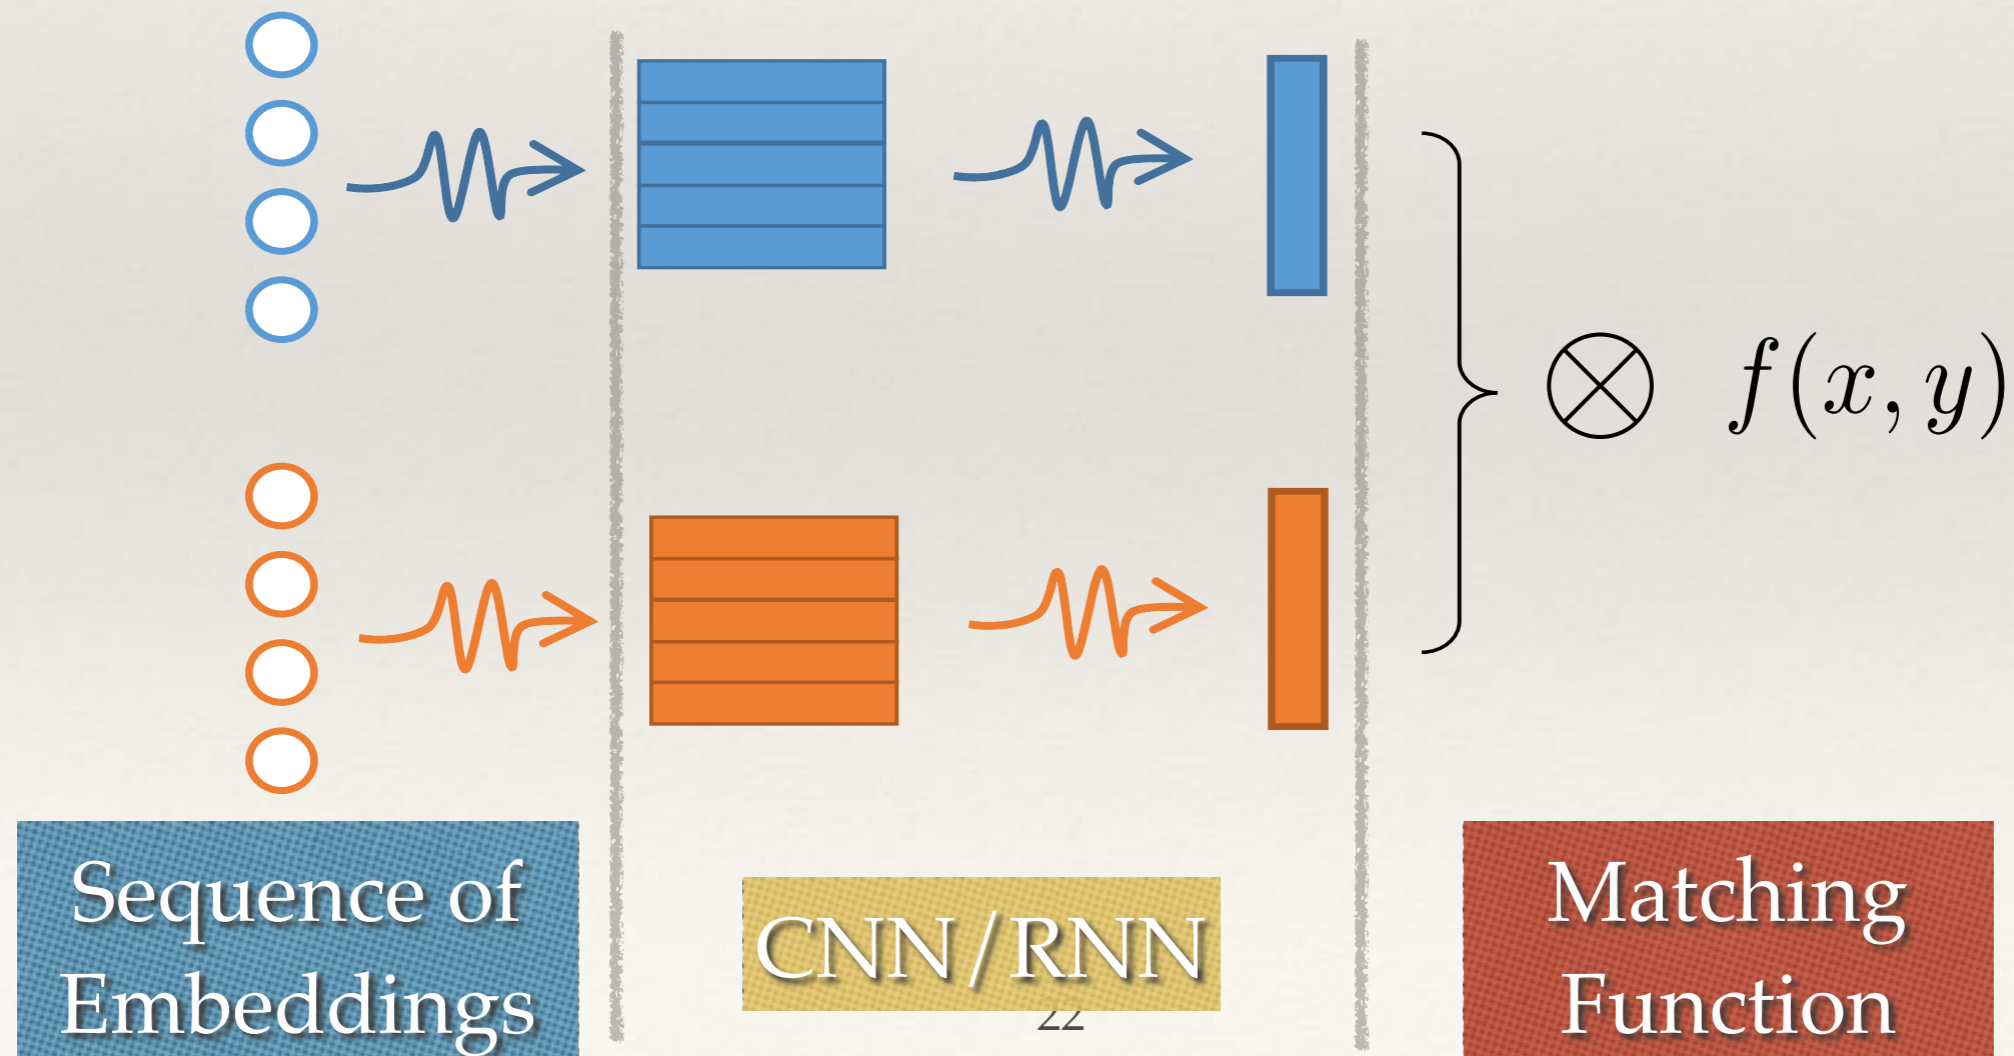 ⊗ f(x, y)
Sequence of
Embeddings
CNN/RNN
22
Matching
Function